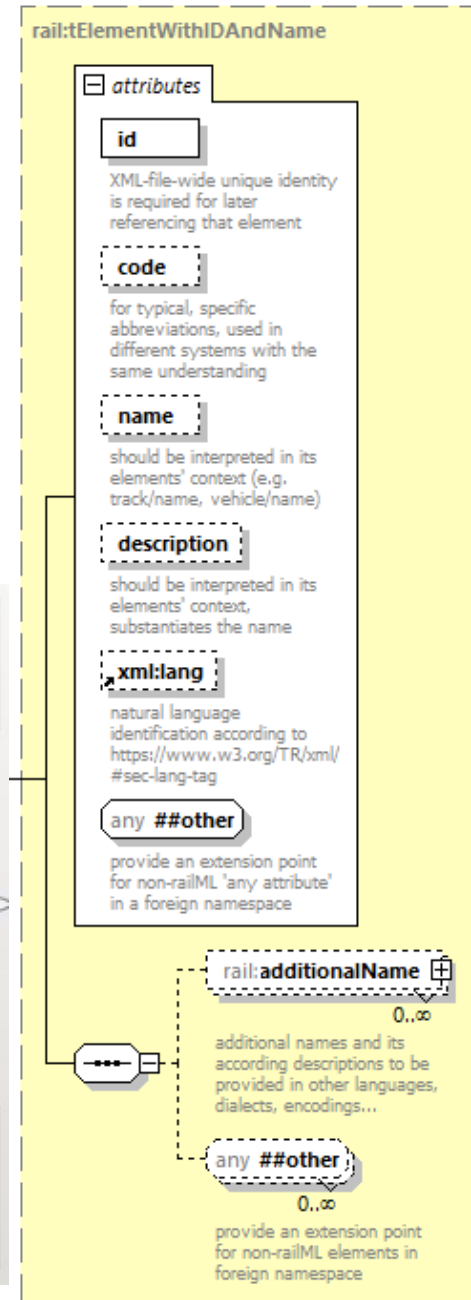 rail:tElementWithIDAndName
attributes
id
XML-file-wide unique identity
is required for later
referencing that element
code
for typical, specific
abbreviations, used in
different systems with the
same understanding
name
should be interpreted in its
elements' context (e.g.
track/name, vehicle/name)
description
should be interpreted in its
elements' context,
substantiates the name
xml:lang
natural language
identification according to
https://www.w3.org/TR/xml/
#sec-lang-tag
any ##other
provide an extension point
for non-railML 'any attribute'
in a foreign namespace
rail:additionalName
0..∞
additional names and its
according descriptions to be
provided in other languages,
dialects, encodings...
any ##other
0..∞
provide an extension point
for non-railML elements in
foreign namespace